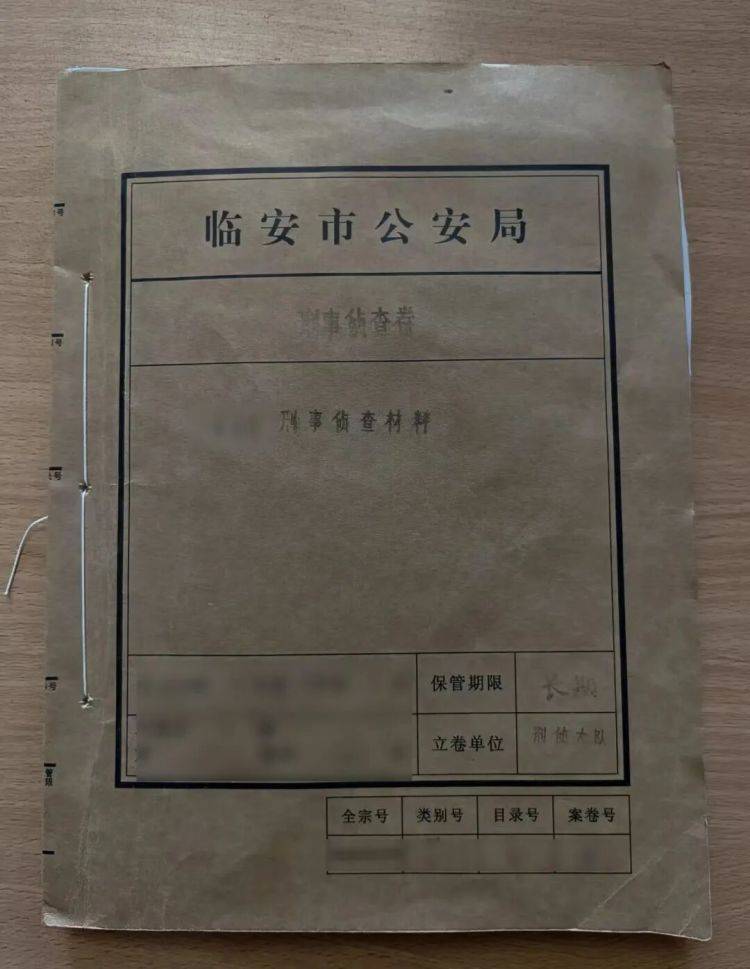 临安市公安局
刑事侦查卷
刑事侦查材料
保管期限 长期
立卷单位 刑侦大队
全宗号 类别号 目录号 案卷号